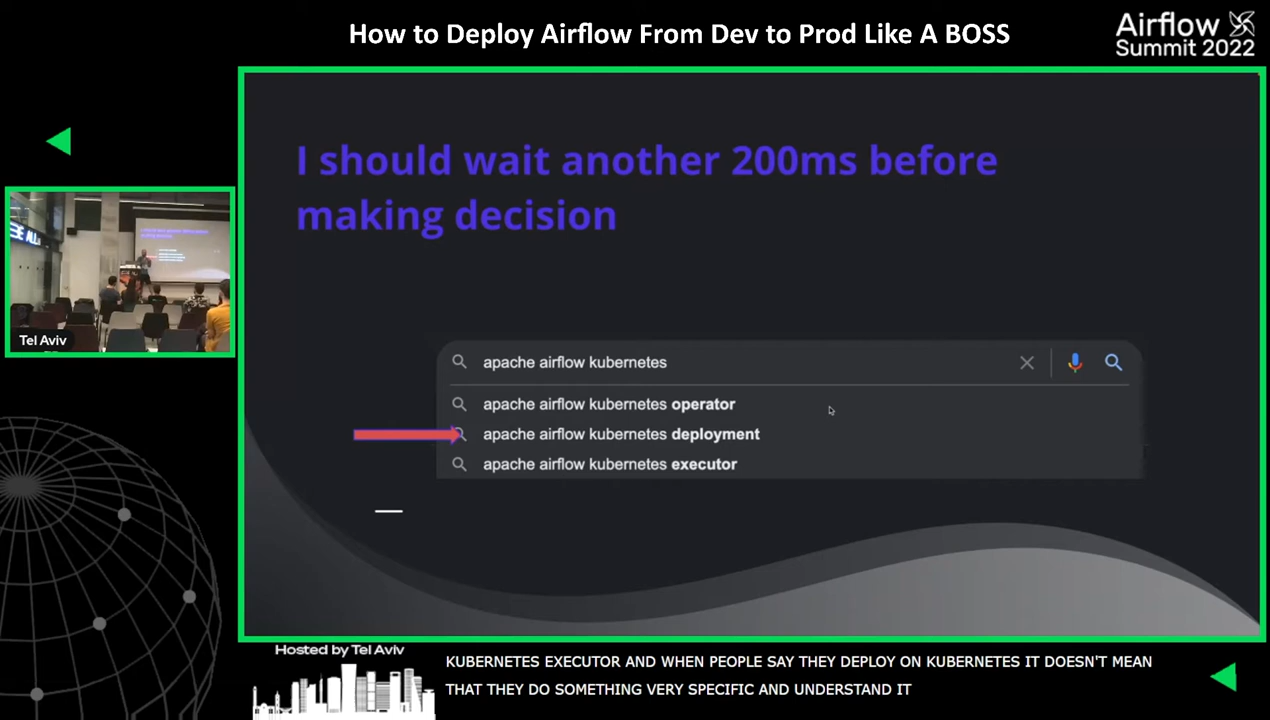 How to Deploy Airflow From Dev to Prod Like A BOSS
Airflow
Summit 2022
I should wait another 200ms before
making decision
Tel Aviv
apache airflow kubernetes
apache airflow kubernetes operator
apache airflow kubernetes deployment
apache airflow kubernetes executor
Hosted by Tel Aviv
KUBERNETES EXECUTOR AND WHEN PEOPLE SAY THEY DEPLOY ON KUBERNETES IT DOESN'T MEAN
THAT THEY DO SOMETHING VERY SPECIFIC AND UNDERSTAND IT